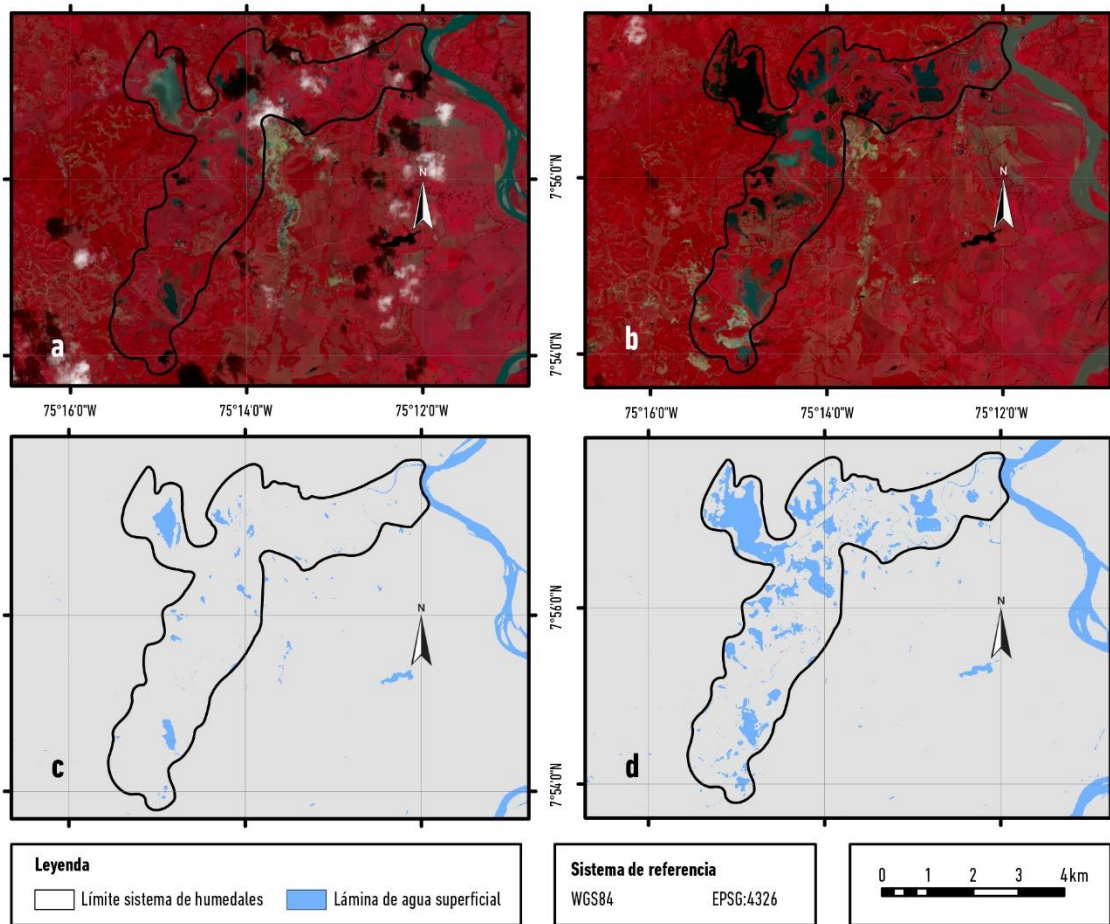 N
N
7°56'0"N
7°54'0"N
a
b
75°16'0"W
75°14'0"W
75°12'0"W
75°16'0"W
75°14'0"W
75°12'0"W
N
N
7°56'0"N
7°54'0"N
c
d
Leyenda
Límite sistema de humedales
Lámina de agua superficial
Sistema de referencia
WGS84 EPSG:4326
0 1 2 3 4km